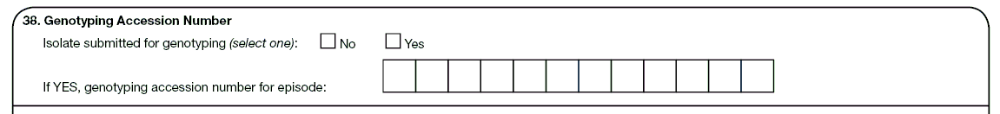 38. Genotyping Accession Number
Isolate submitted for genotyping (select one): No Yes
If YES, genotyping accession number for episode: